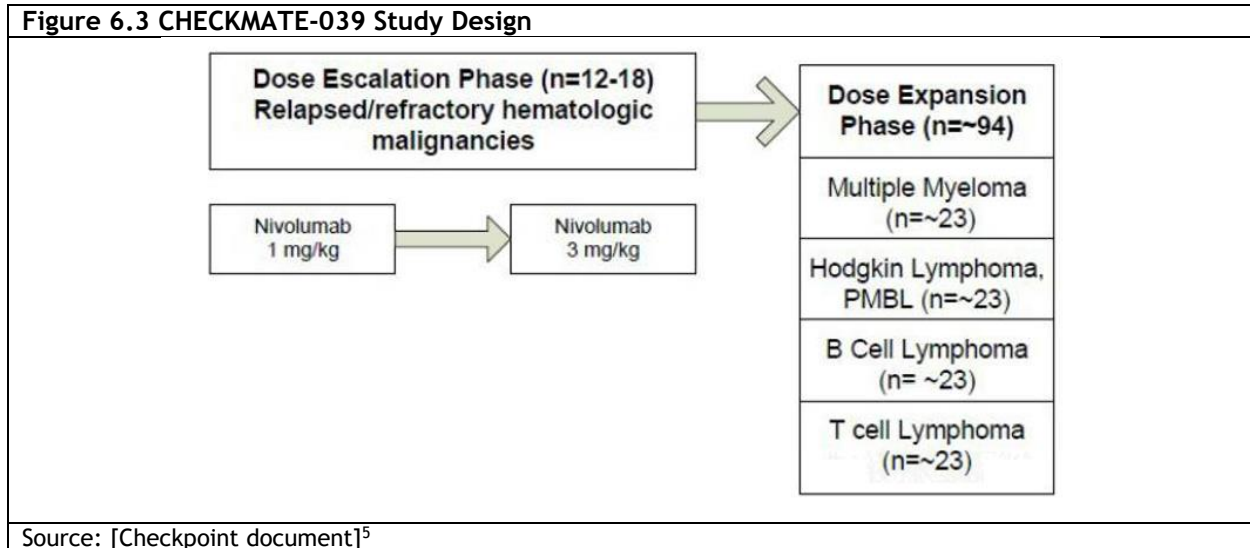 Figure 6.3 CHECKMATE-039 Study Design
Dose Escalation Phase (n=12-18)
Relapsed/refractory hematologic
malignancies
Nivolumab
1 mg/kg
Nivolumab
3 mg/kg
Dose Expansion
Phase (n=~94)
Multiple Myeloma
(n=~23)
Hodgkin Lymphoma,
PMBL (n=~23)
B Cell Lymphoma
(n= ~23)
T cell Lymphoma
(n=~23)
Source: [Checkpoint document]⁵